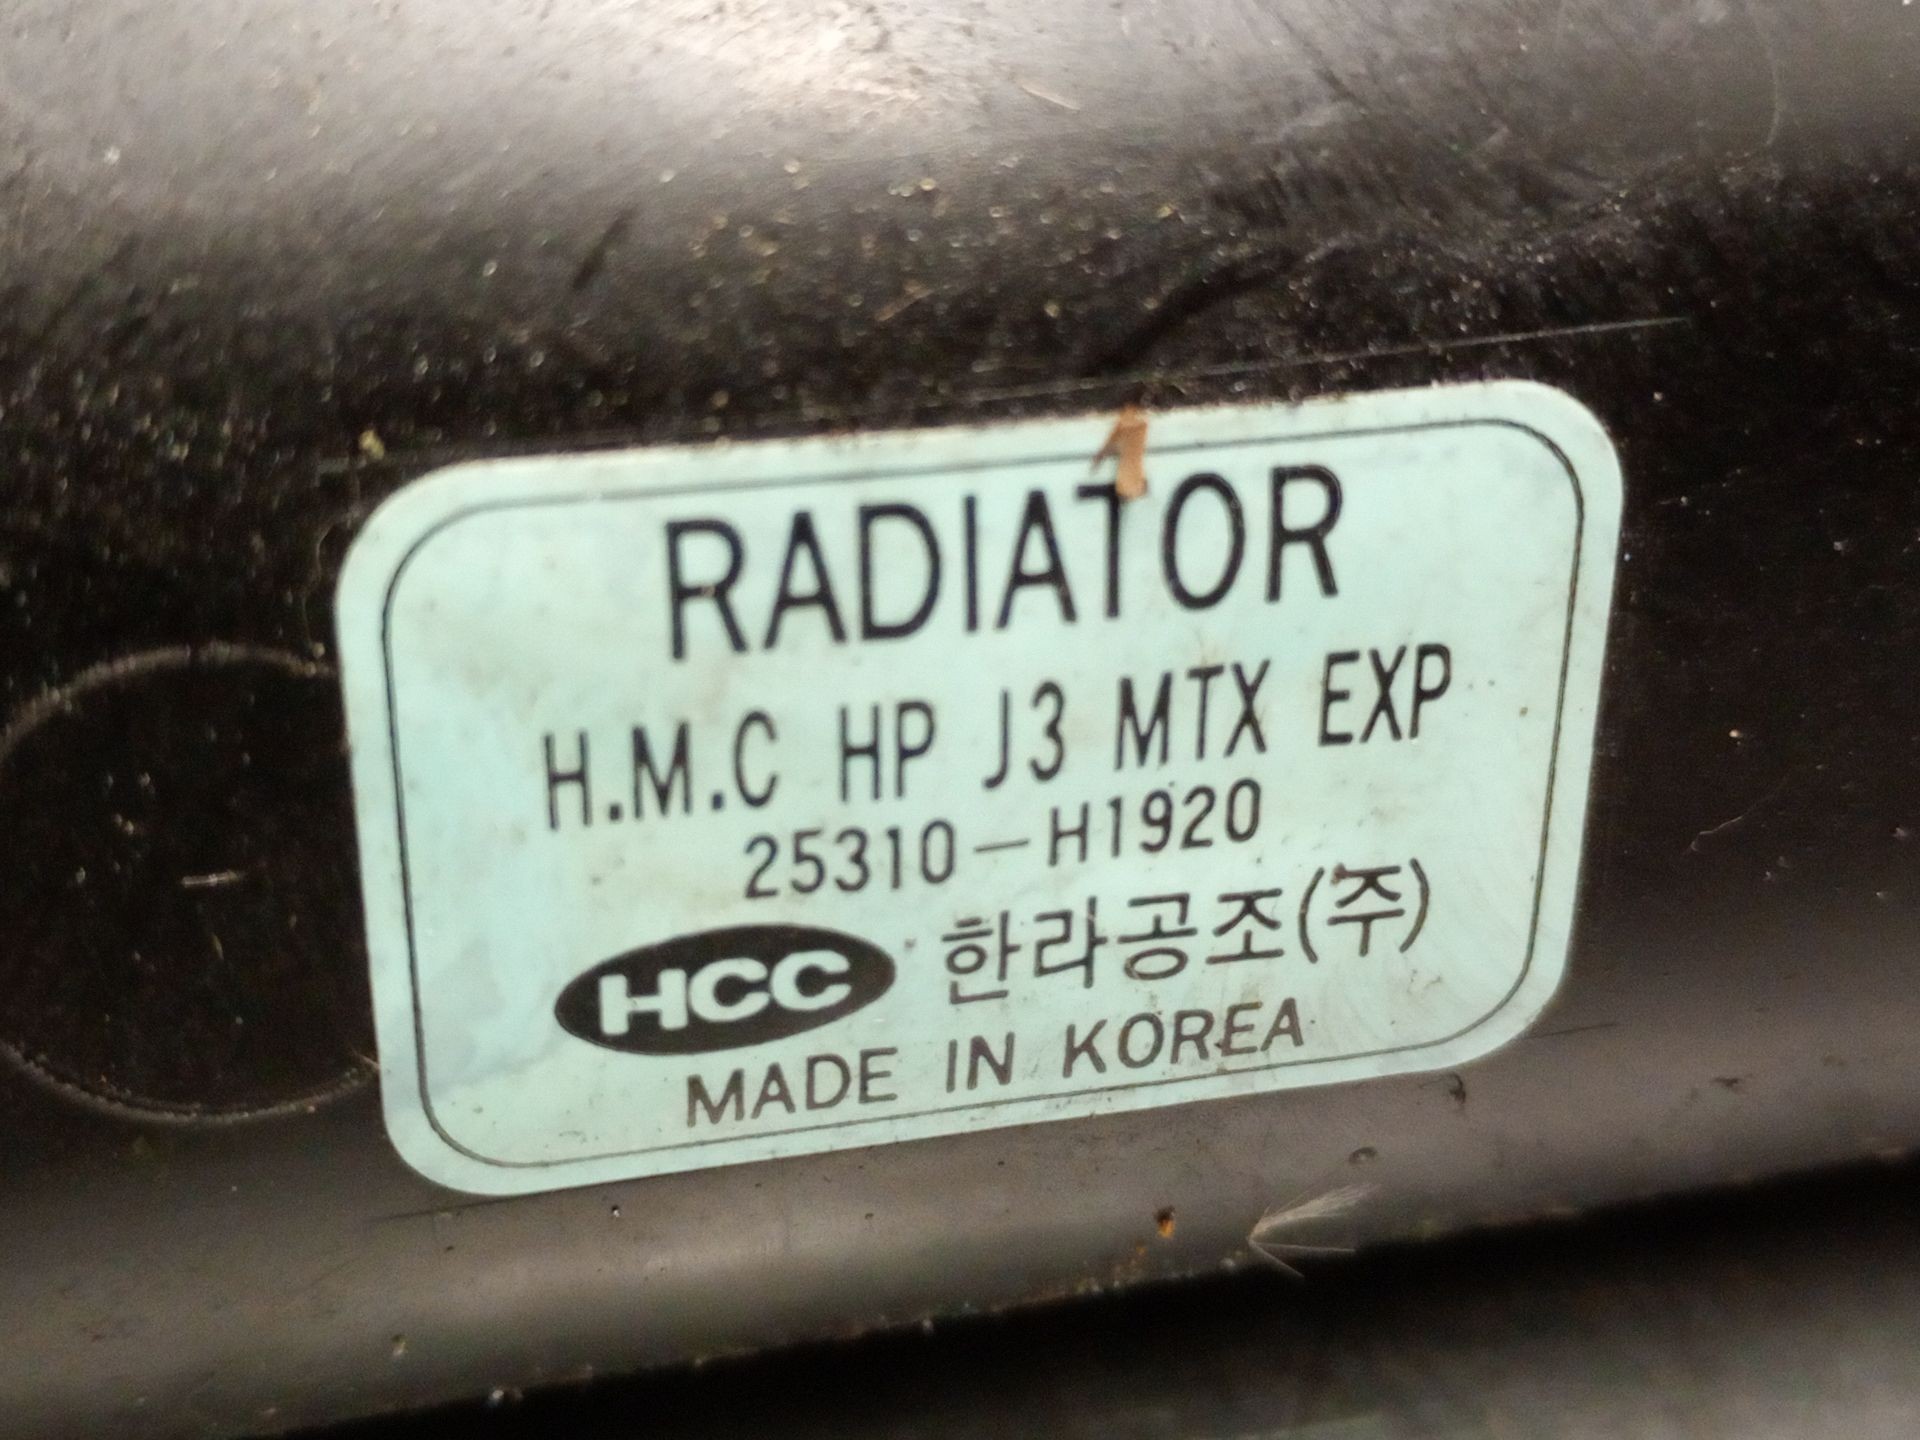 RADIATOR
H.M.C HP J3 MTX EXP
25310-H1920
HCC 한라공조(주)
MADE IN KOREA